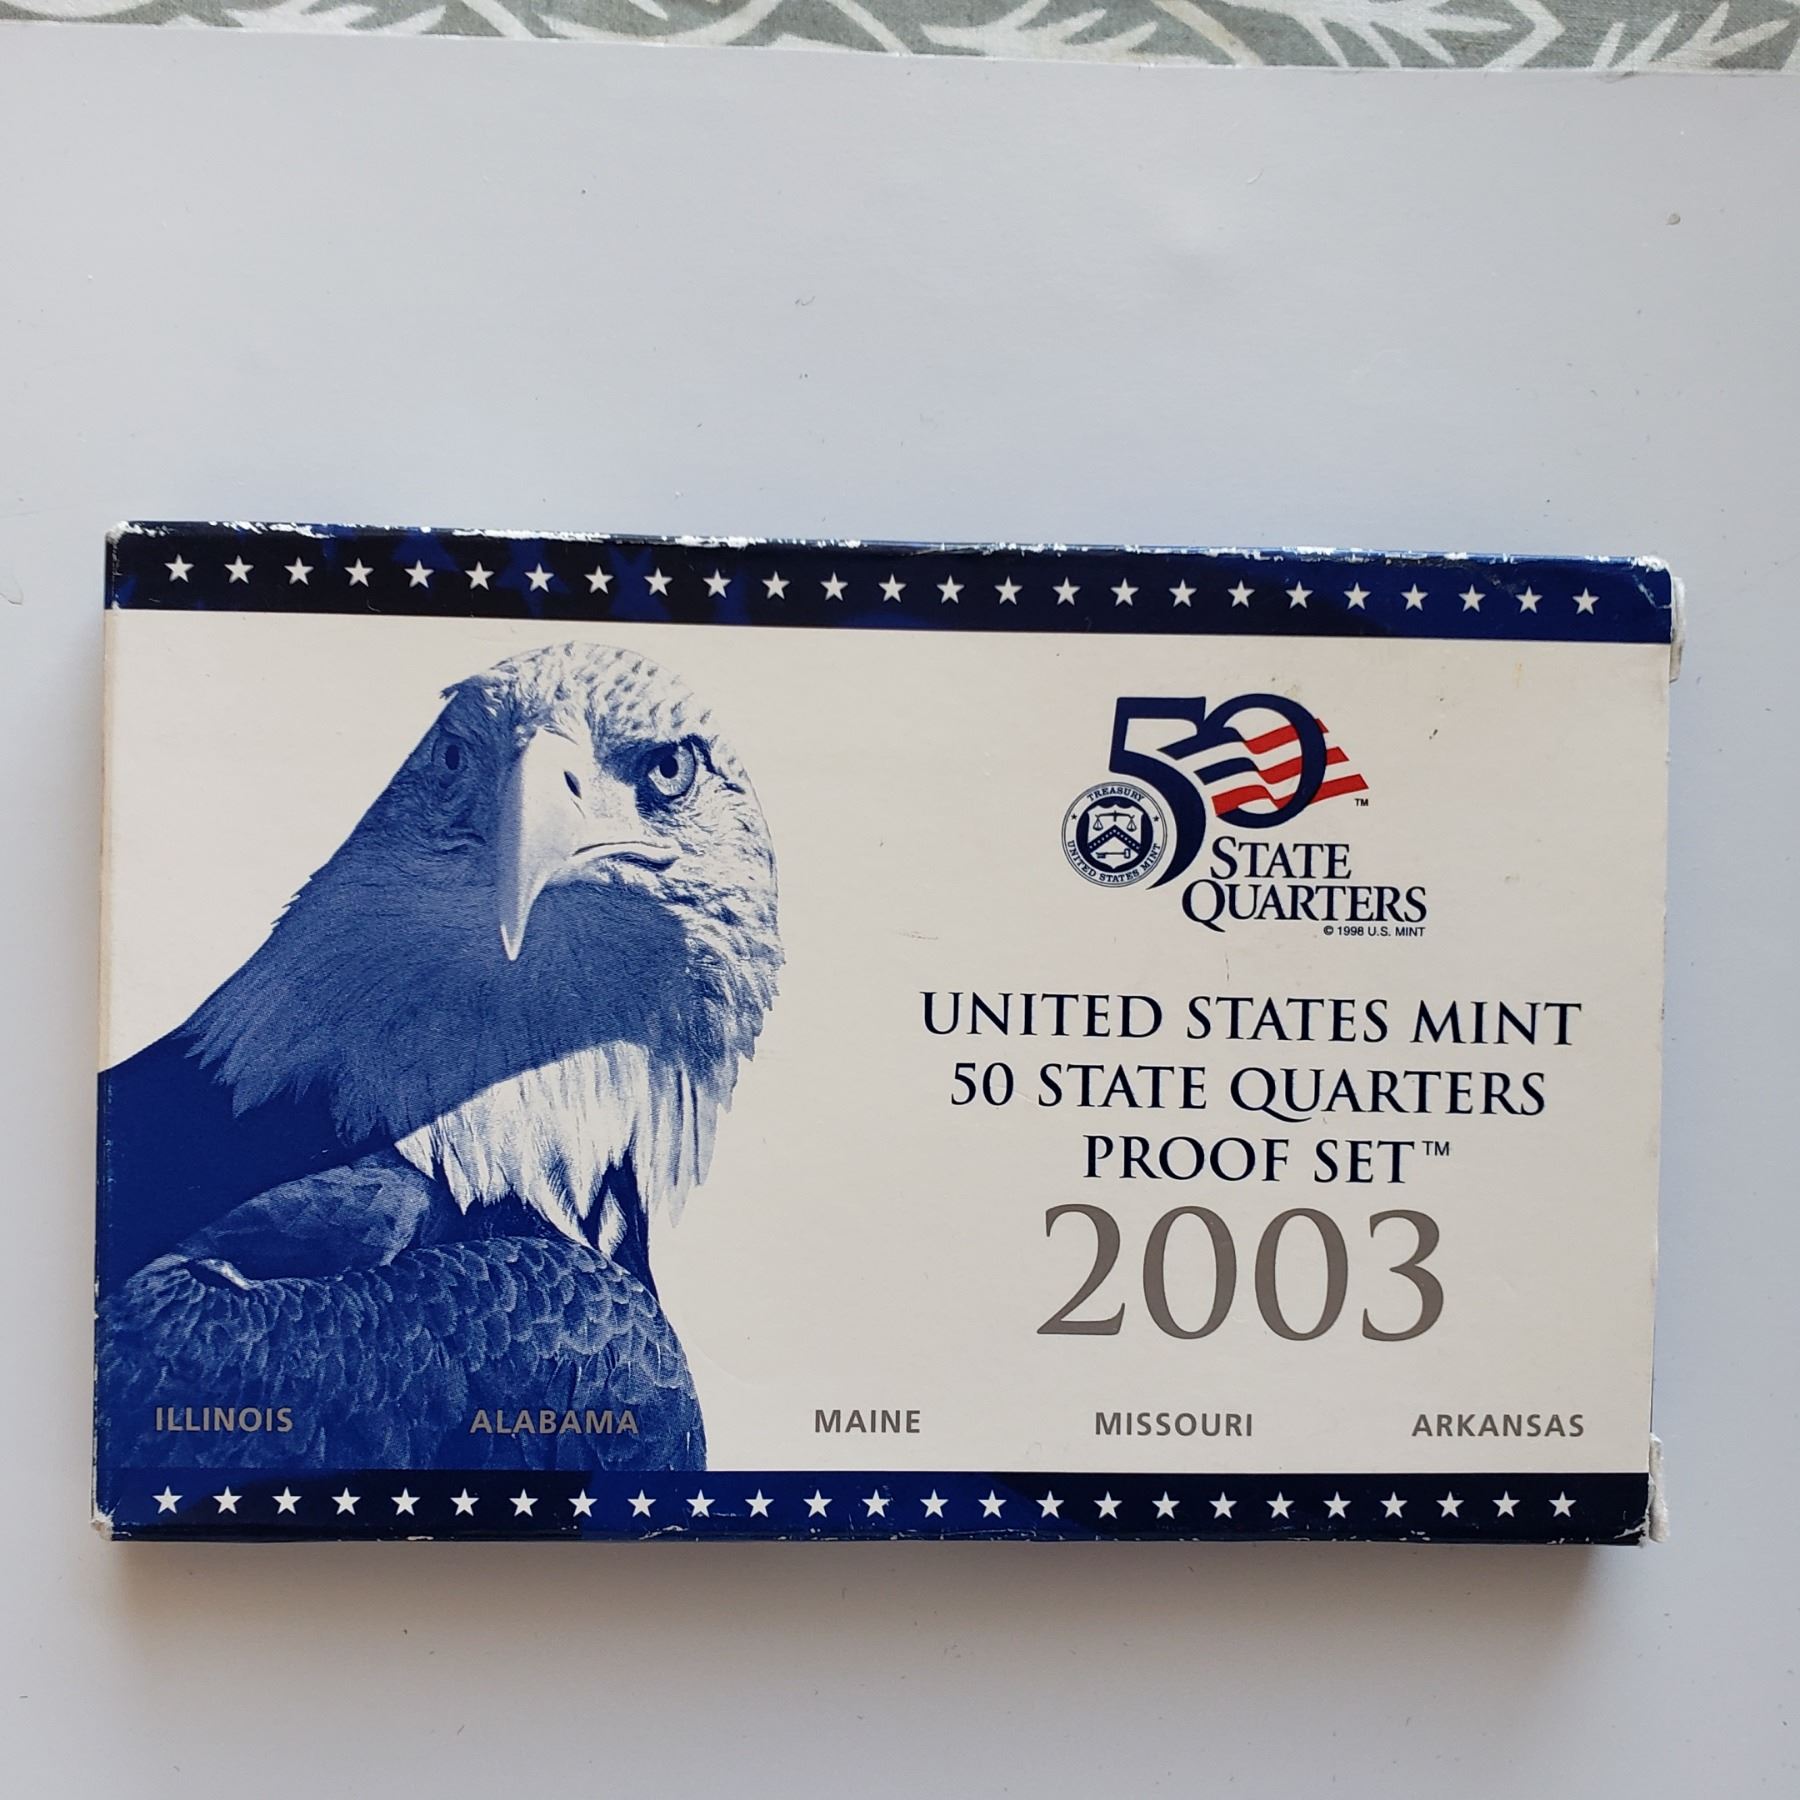 50
TM
TREASURY
UNITED STATES MINT
STATE
QUARTERS
© 1998 U.S. MINT
UNITED STATES MINT
50 STATE QUARTERS
PROOF SET™
2003
ILLINOIS ALABAMA MAINE MISSOURI ARKANSAS